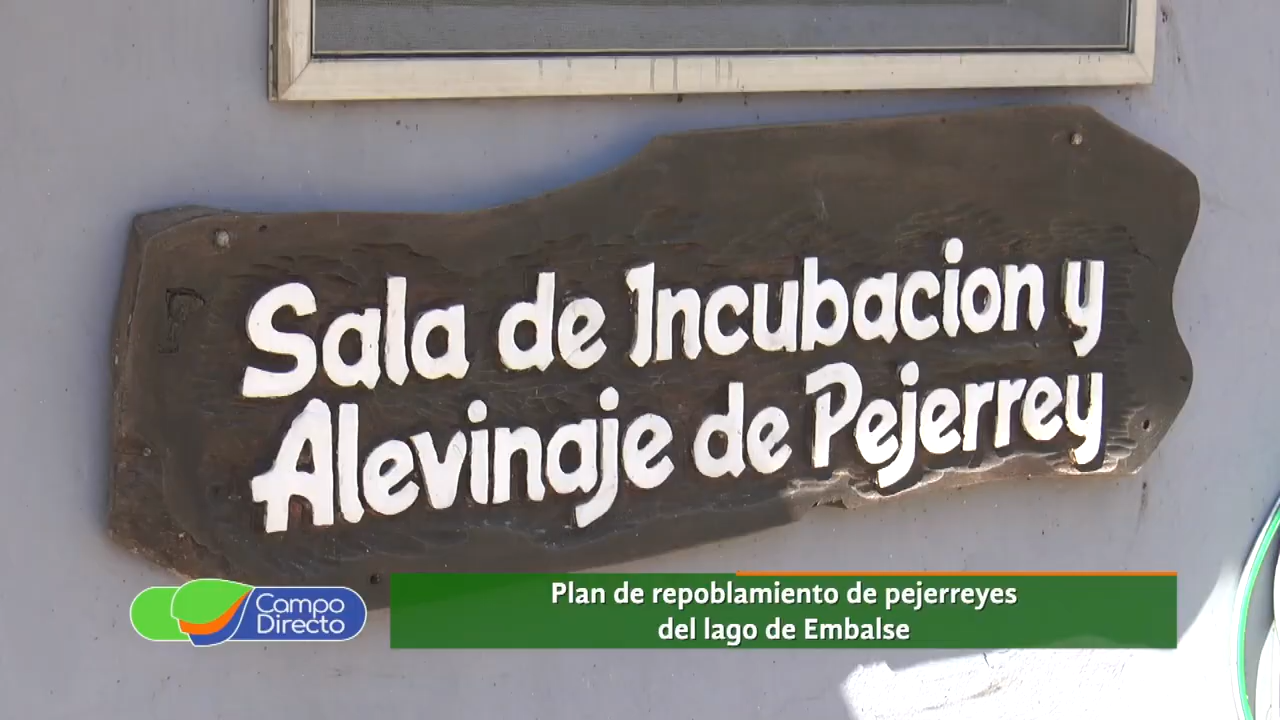 Sala de Incubacion y
Alevinaje de Pejerrey
Campo
Directo
Plan de repoblamiento de pejerreyes
del lago de Embalse